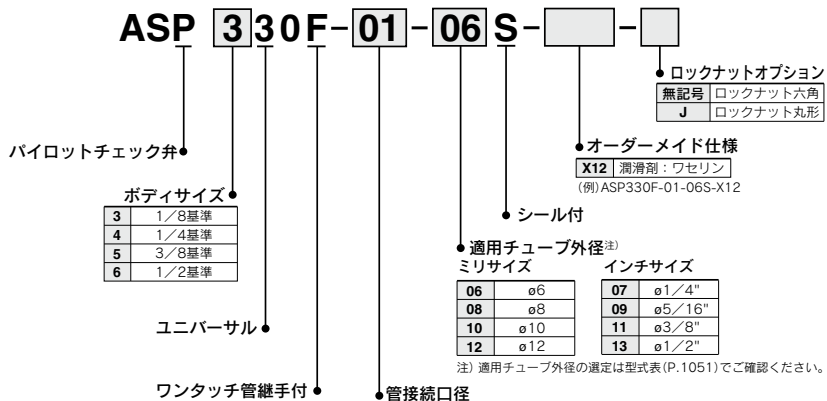 ASP 3 30F-01-06S- -
ロックナットオプション
無記号 ロックナット六角
J ロックナット丸形
パイロットチェック弁
オーダーメイド仕様
X12 潤滑剤：ワセリン
(例)ASP330F-01-06S-X12
ボディサイズ
3 1／8基準
4 1／4基準
5 3／8基準
6 1／2基準
シール付
適用チューブ外径注)
ミリサイズ
06 ø6
08 ø8
10 ø10
12 ø12
インチサイズ
07 ø1／4"
09 ø5／16"
11 ø3／8"
13 ø1／2"
注) 適用チューブ外径の選定は型式表(P.1051)でご確認ください。
ユニバーサル
ワンタッチ管継手付
管接続口径